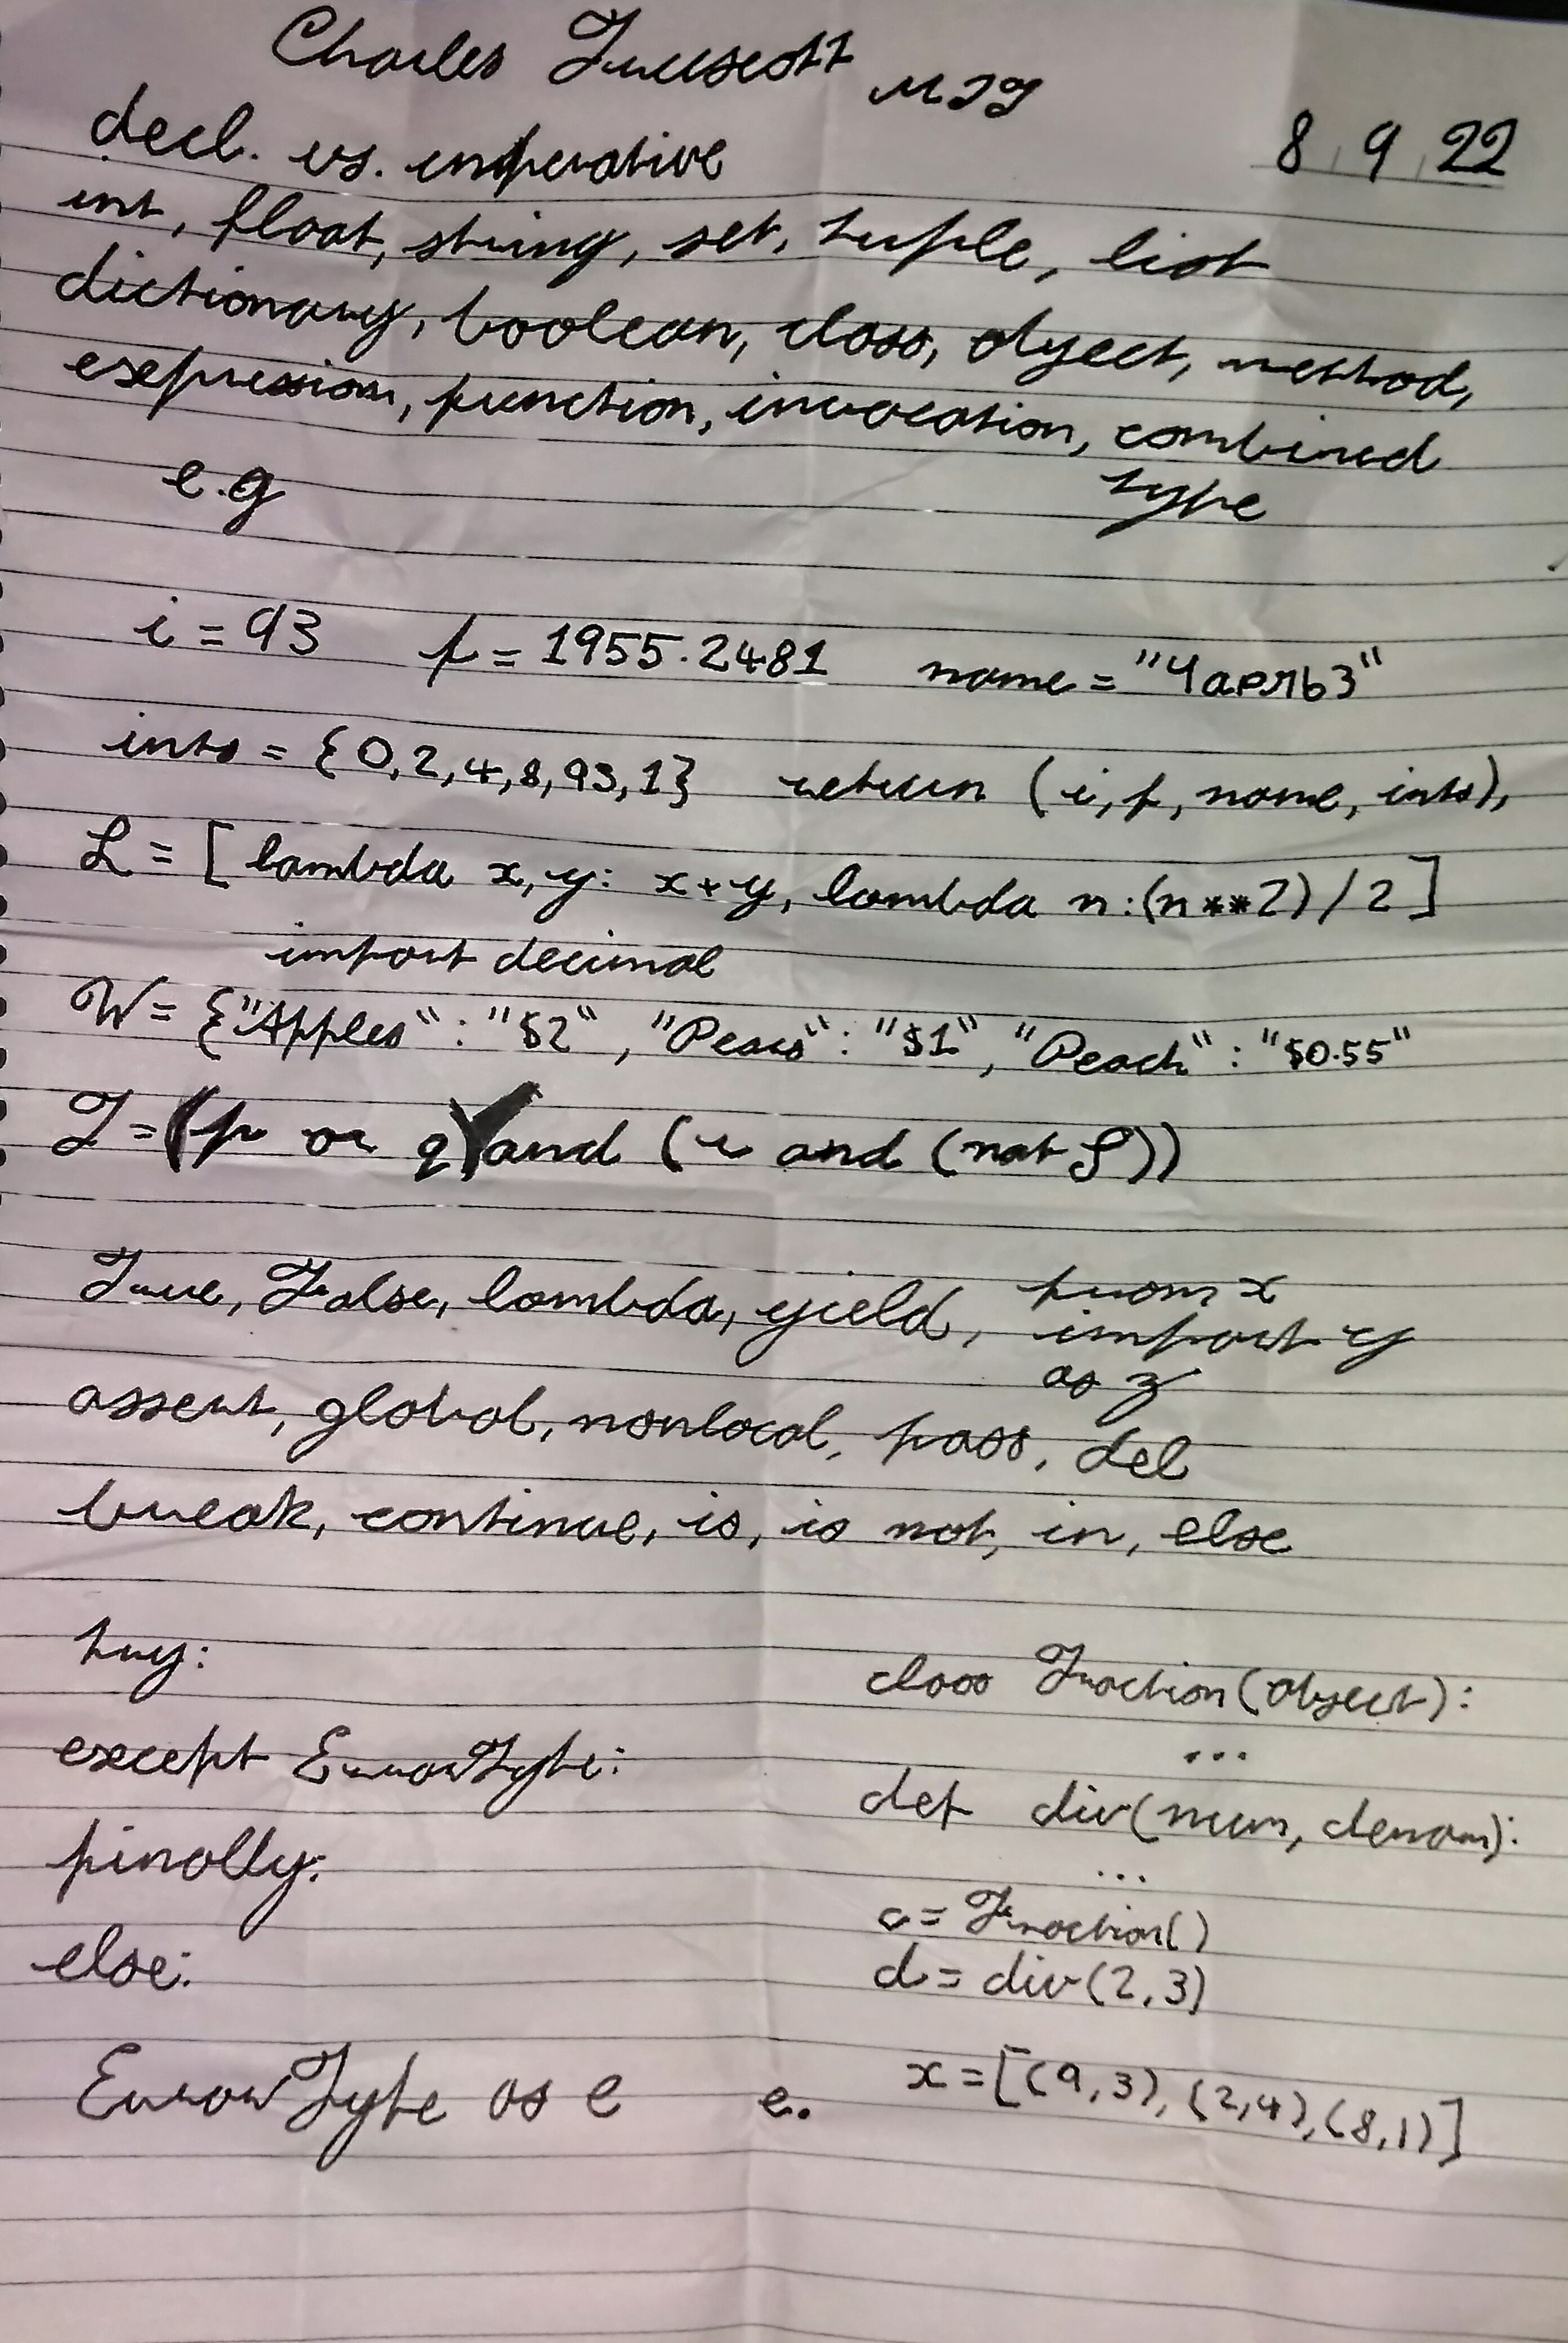 Charles Truscott MIT
8, 9, 22
decl. vs. imperative
int, float, string, set, tuple, list
dictionary, boolean, class, object, method,
expression, function, invocation, combined
type
e.g
i = 93 f = 1955.2481 name = "Чарлбз"
ints = {0,2,4,8,93,1} return (i, f, name, ints),
L = [lambda x, y: x+y, lambda n:(n**2)/2]
import decimal
W = {"Apples" : "$2", "Pears" : "$1", "Peach" : "$0.55"
T = (p or q) and (r and (not S))
True, False, lambda, yield, from x
import y
as z
assert, global, nonlocal, pass, del
break, continue, is, is not, in, else
try:
except ErrorType:
finally:
else:
ErrorType as e e.
class Fraction(object):
...
def div(num, denom):
...
c = Fraction()
d = div(2,3)
x = [(9,3), (2,4), (8,1)]